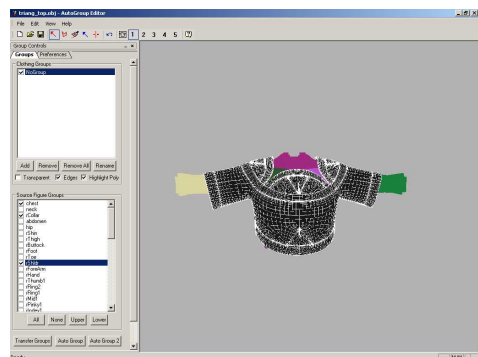 triang_top.obj - AutoGroup Editor
File Edit View Help
1 2 3 4 5
Group Controls
Groups Preferences
Clothing Groups
NoGroup
Add Remove Remove All Rename
Transparent Edges Highlight Poly
Source Figure Groups
chest
neck
rCollar
abdomen
hip
rShin
rThigh
rButtock
rFoot
rToe
rShldr
rForeArm
rHand
rThumb1
rRing2
rRing1
rMid1
rPinky1
rIndex1
All None Upper Lower
Transfer Groups Auto Group Auto Group 2
Ready